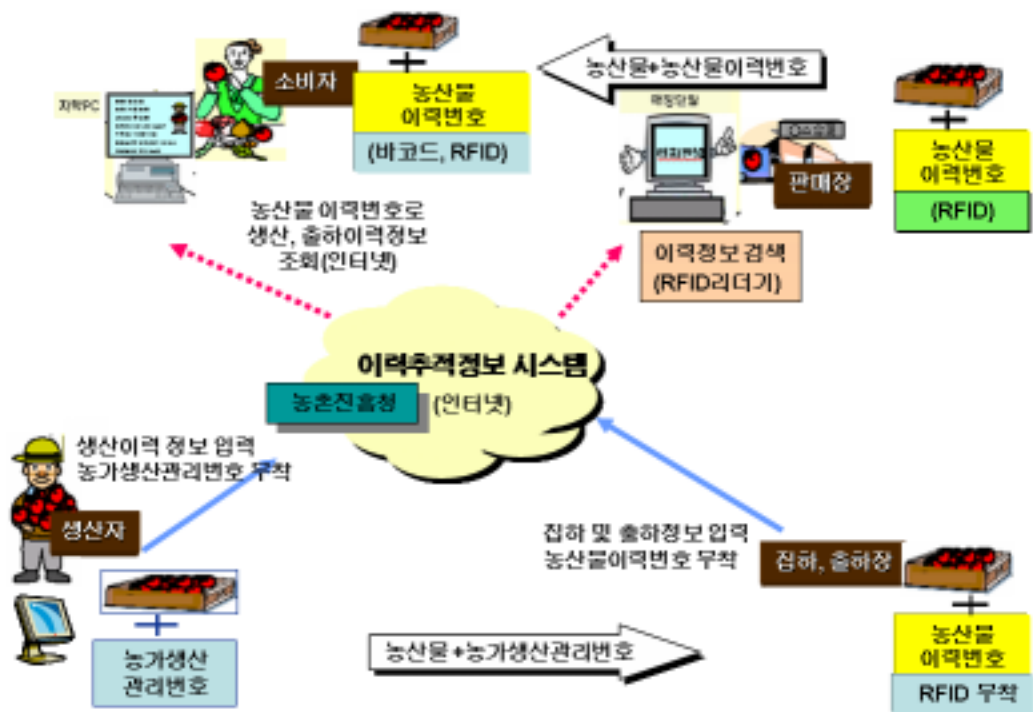 소비자
농산물
이력번호
(바코드, RFID)
농산물+농산물이력번호
자택PC
매장단말
판매장
농산물
이력번호
(RFID)
농산물 이력번호로
생산, 출하이력정보
조회(인터넷)
이력정보 검색
(RFID리더기)
이력추적정보 시스템
농촌진흥청
(인터넷)
생산이력 정보 입력
농가생산관리번호 부착
생산자
집하 및 출하정보 입력
농산물이력번호 부착
집하, 출하장
농가생산
관리번호
농산물+농가생산관리번호
농산물
이력번호
RFID 부착